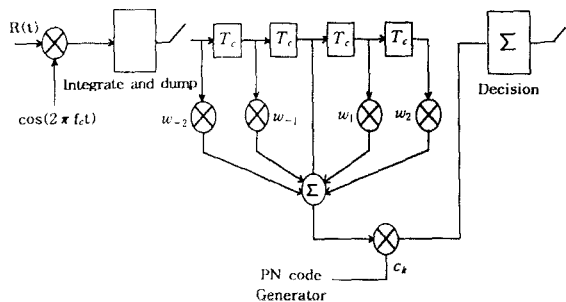 R(t)
T_c
T_c
T_c
T_c
Σ
Integrate and dump
Decision
cos(2 π f_c t)
w_{-2}
w_{-1}
w_1
w_2
Σ
PN code
Generator
c_k